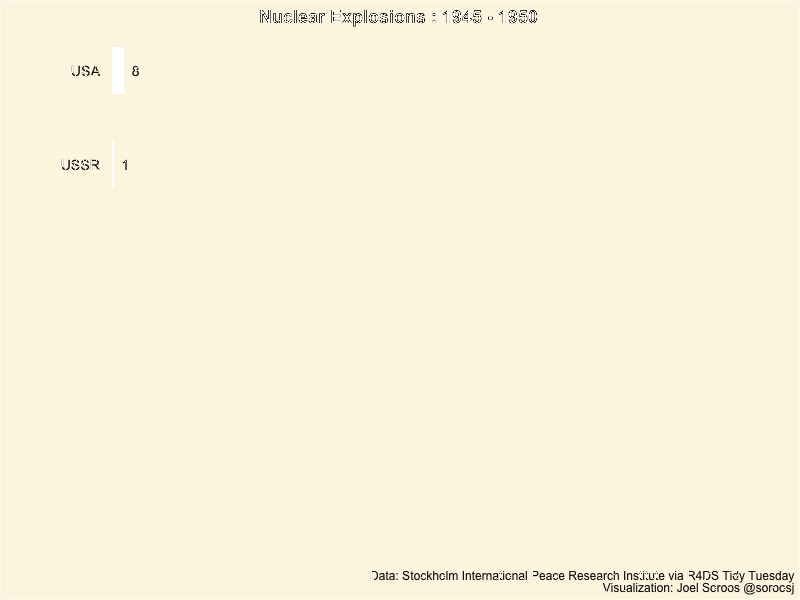 Nuclear Explosions : 1945 - 1950
USA 8
USSR 1
Data: Stockholm International Peace Research Institute via R4DS Tidy Tuesday
Visualization: Joel Scroos @sorocsj